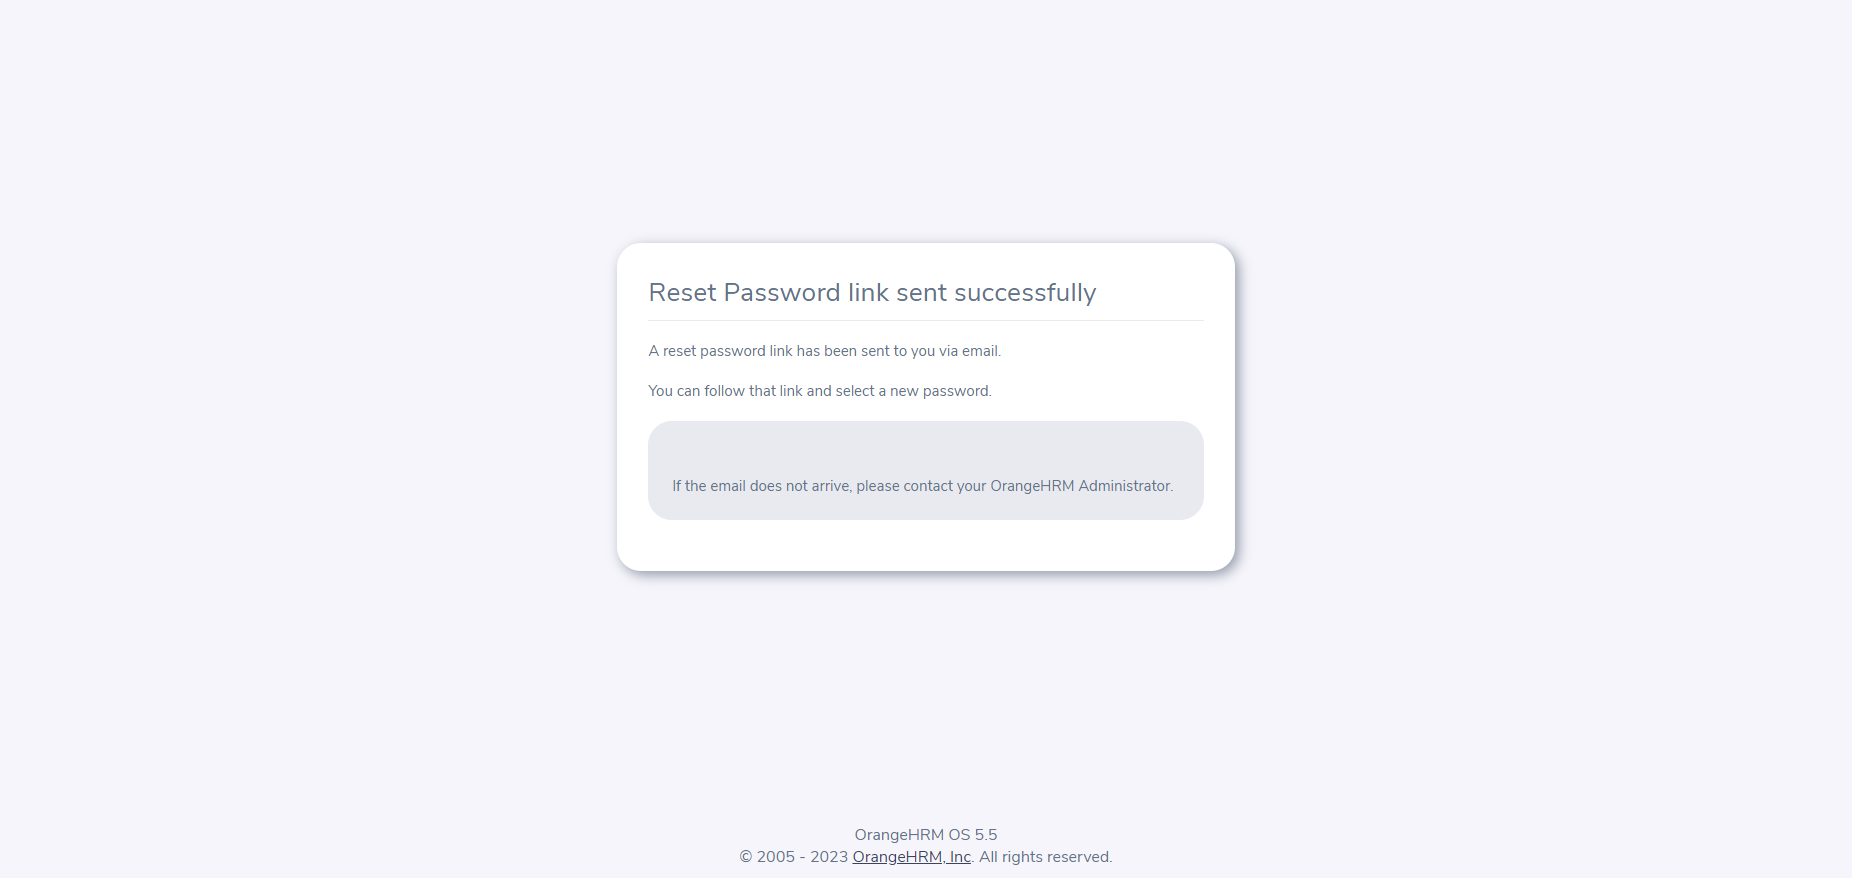 Reset Password link sent successfully
A reset password link has been sent to you via email.
You can follow that link and select a new password.
If the email does not arrive, please contact your OrangeHRM Administrator.
OrangeHRM OS 5.5
© 2005 - 2023 OrangeHRM, Inc. All rights reserved.